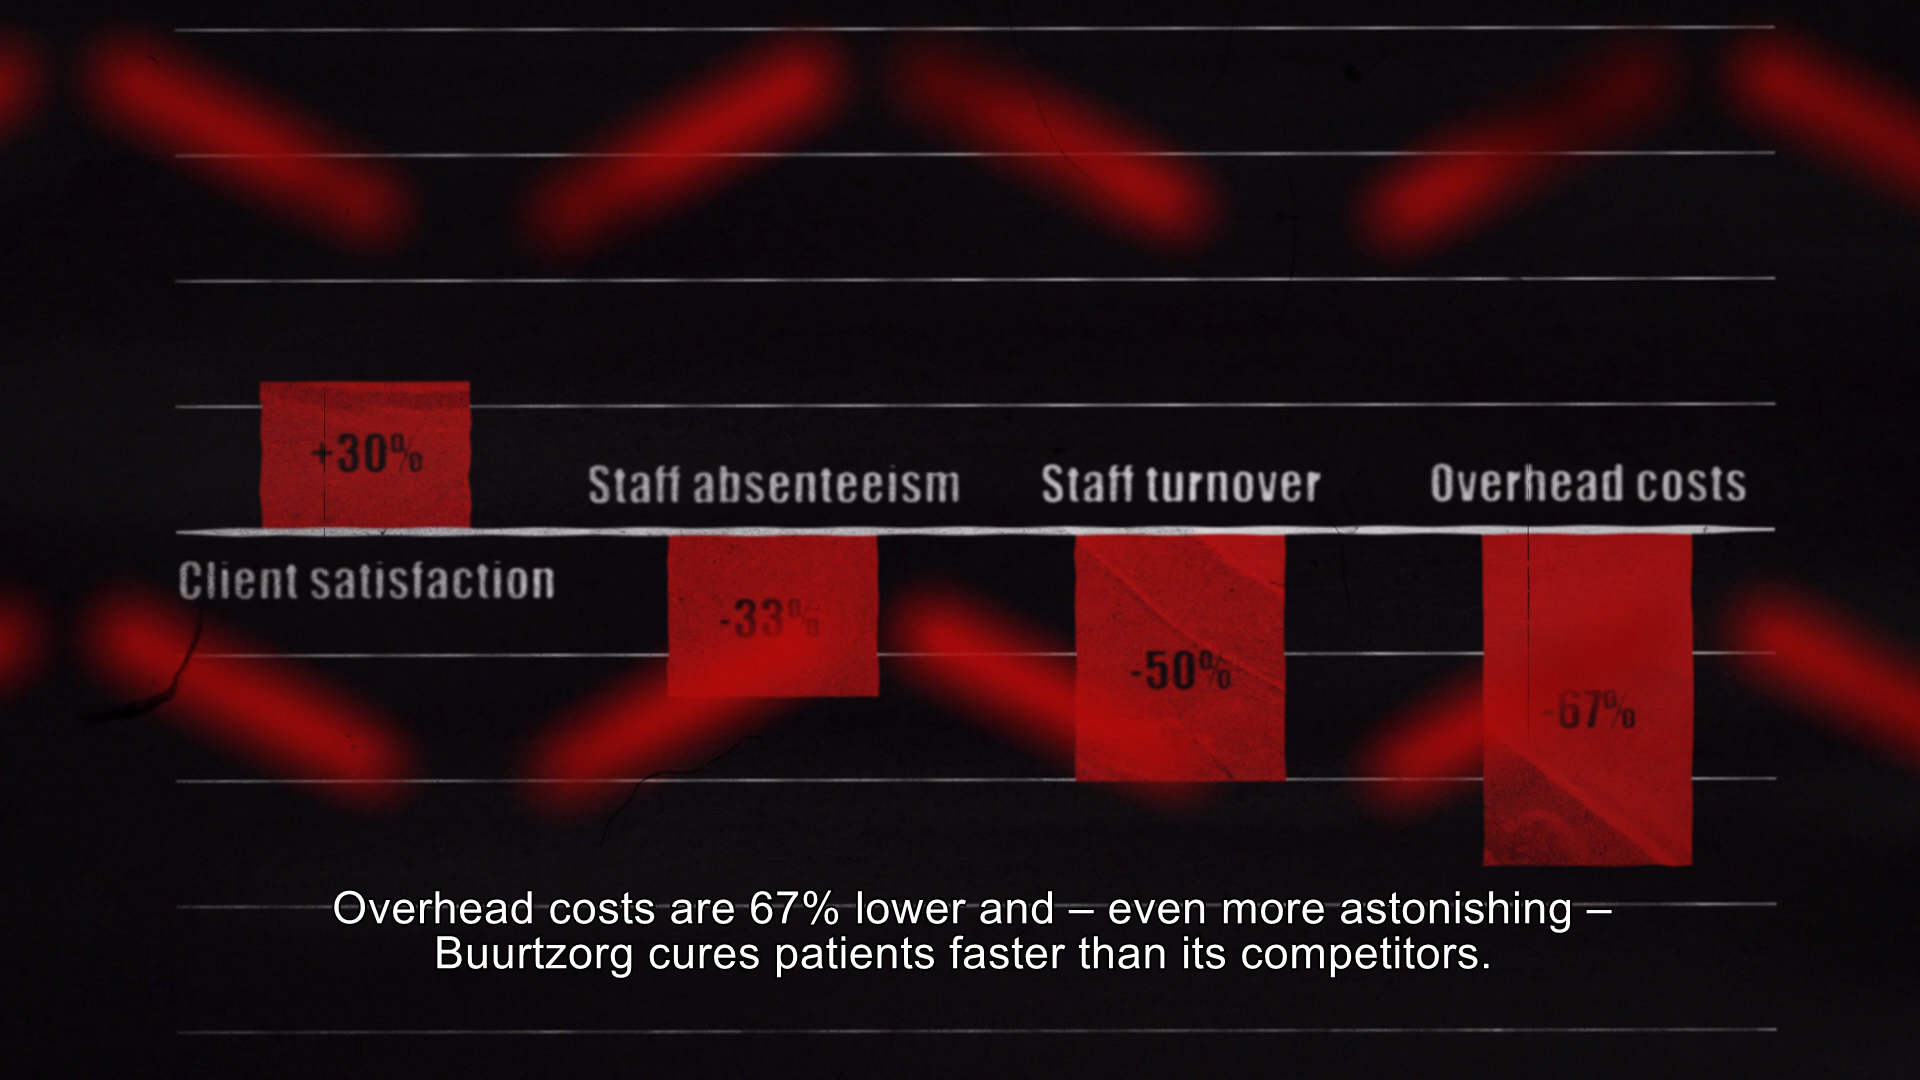 +30%
Staff absenteeism
Staff turnover
Overhead costs
Client satisfaction
-33%
-50%
-67%
Overhead costs are 67% lower and – even more astonishing –
Buurtzorg cures patients faster than its competitors.